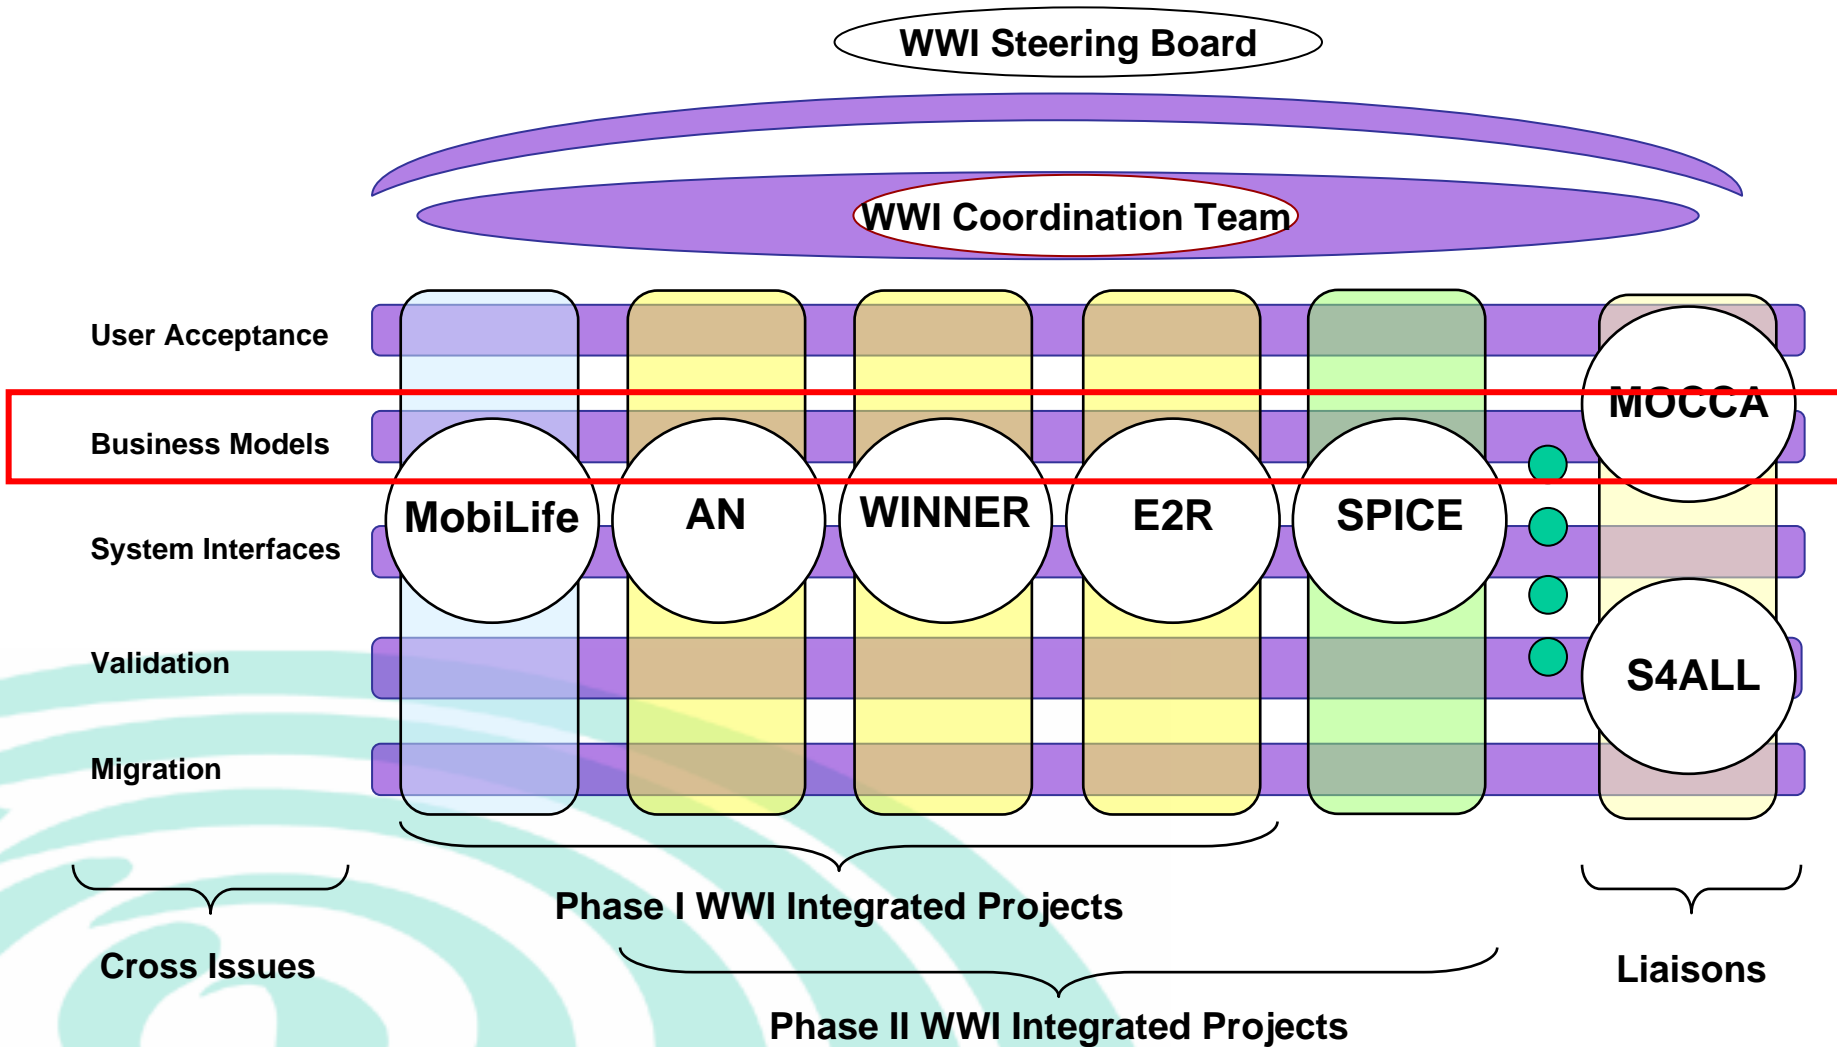 WWI Steering Board
WWI Coordination Team
User Acceptance
MOCCA
Business Models
MobiLife
AN
WINNER
E2R
SPICE
System Interfaces
Validation
S4ALL
Migration
Phase I WWI Integrated Projects
Cross Issues
Liaisons
Phase II WWI Integrated Projects